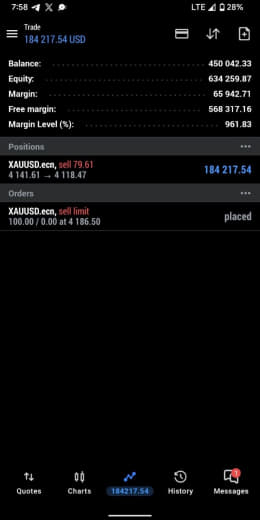 7:58 LTE 28%
Trade
184 217.54 USD
Balance: 450 042.33
Equity: 634 259.87
Margin: 65 942.71
Free margin: 568 317.16
Margin Level (%): 961.83
Positions
XAUUSD.ecn, sell 79.61
4 141.61 → 4 118.47
184 217.54
Orders
XAUUSD.ecn, sell limit
100.00 / 0.00 at 4 186.50
placed
1
Quotes Charts 184217.54 History Messages